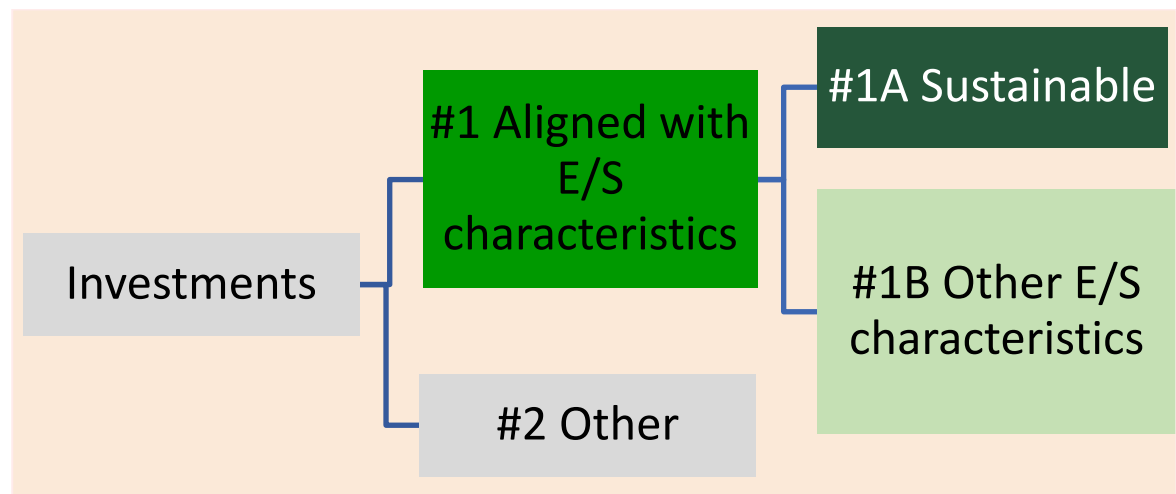 Investments
#1 Aligned with
E/S
characteristics
#2 Other
#1A Sustainable
#1B Other E/S
characteristics